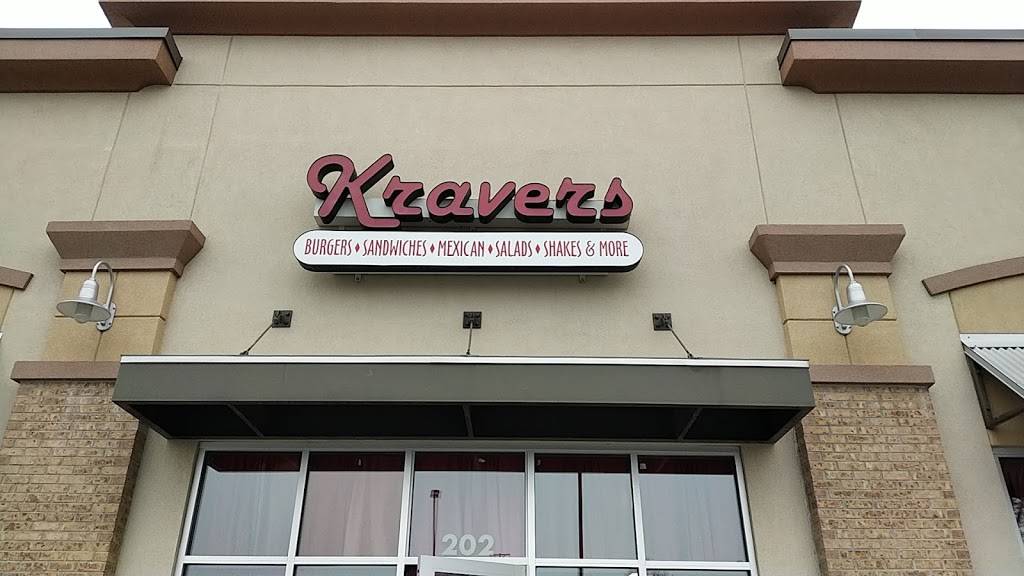 Kravers
BURGERS♦SANDWICHES♦MEXICAN♦SALADS♦SHAKES & MORE
202